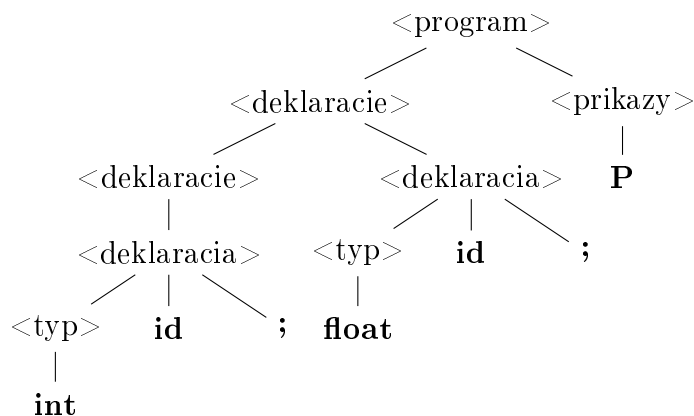 <program>
<deklaracie> <prikazy>
<deklaracie> <deklaracia> P
<deklaracia> <typ> id ;
<typ> id ; float
int